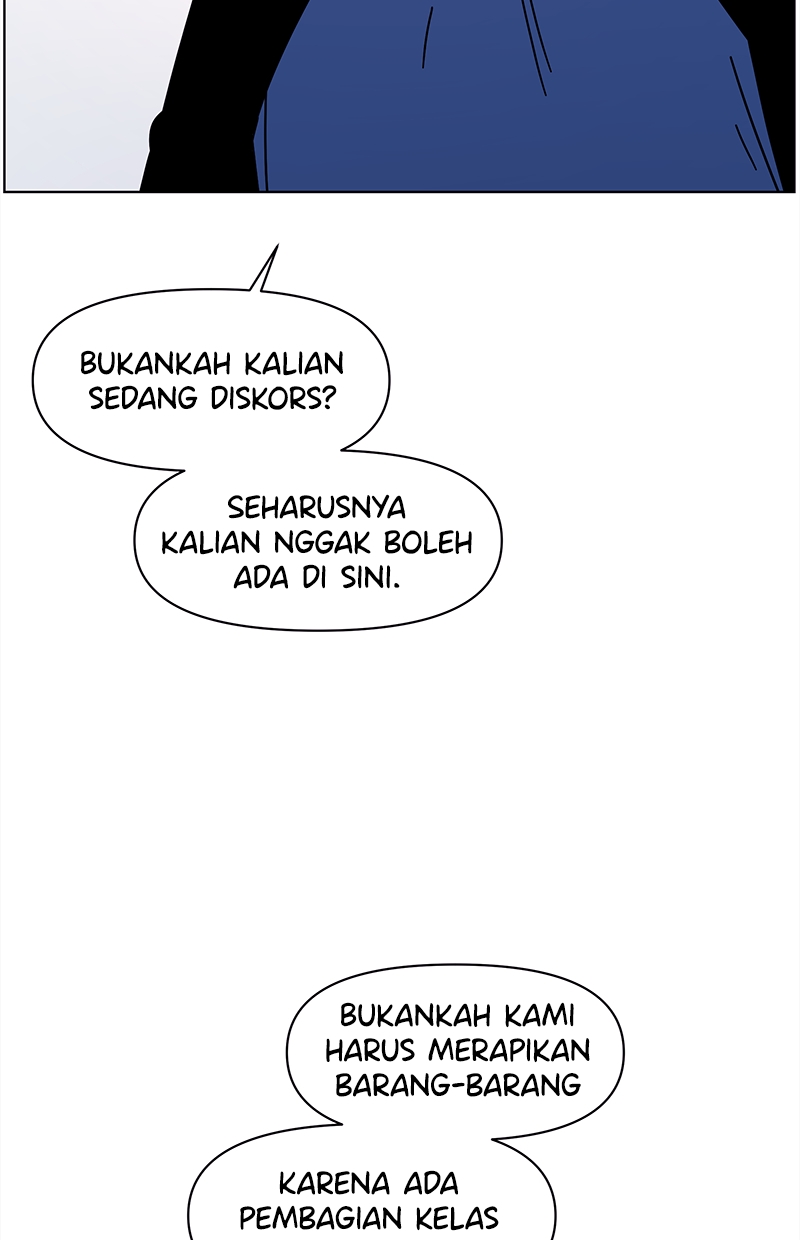 BUKANKAH KALIAN
SEDANG DISKORS?
SEHARUSNYA
KALIAN NGGAK BOLEH
ADA DI SINI.
BUKANKAH KAMI
HARUS MERAPIKAN
BARANG-BARANG
KARENA ADA
PEMBAGIAN KELAS